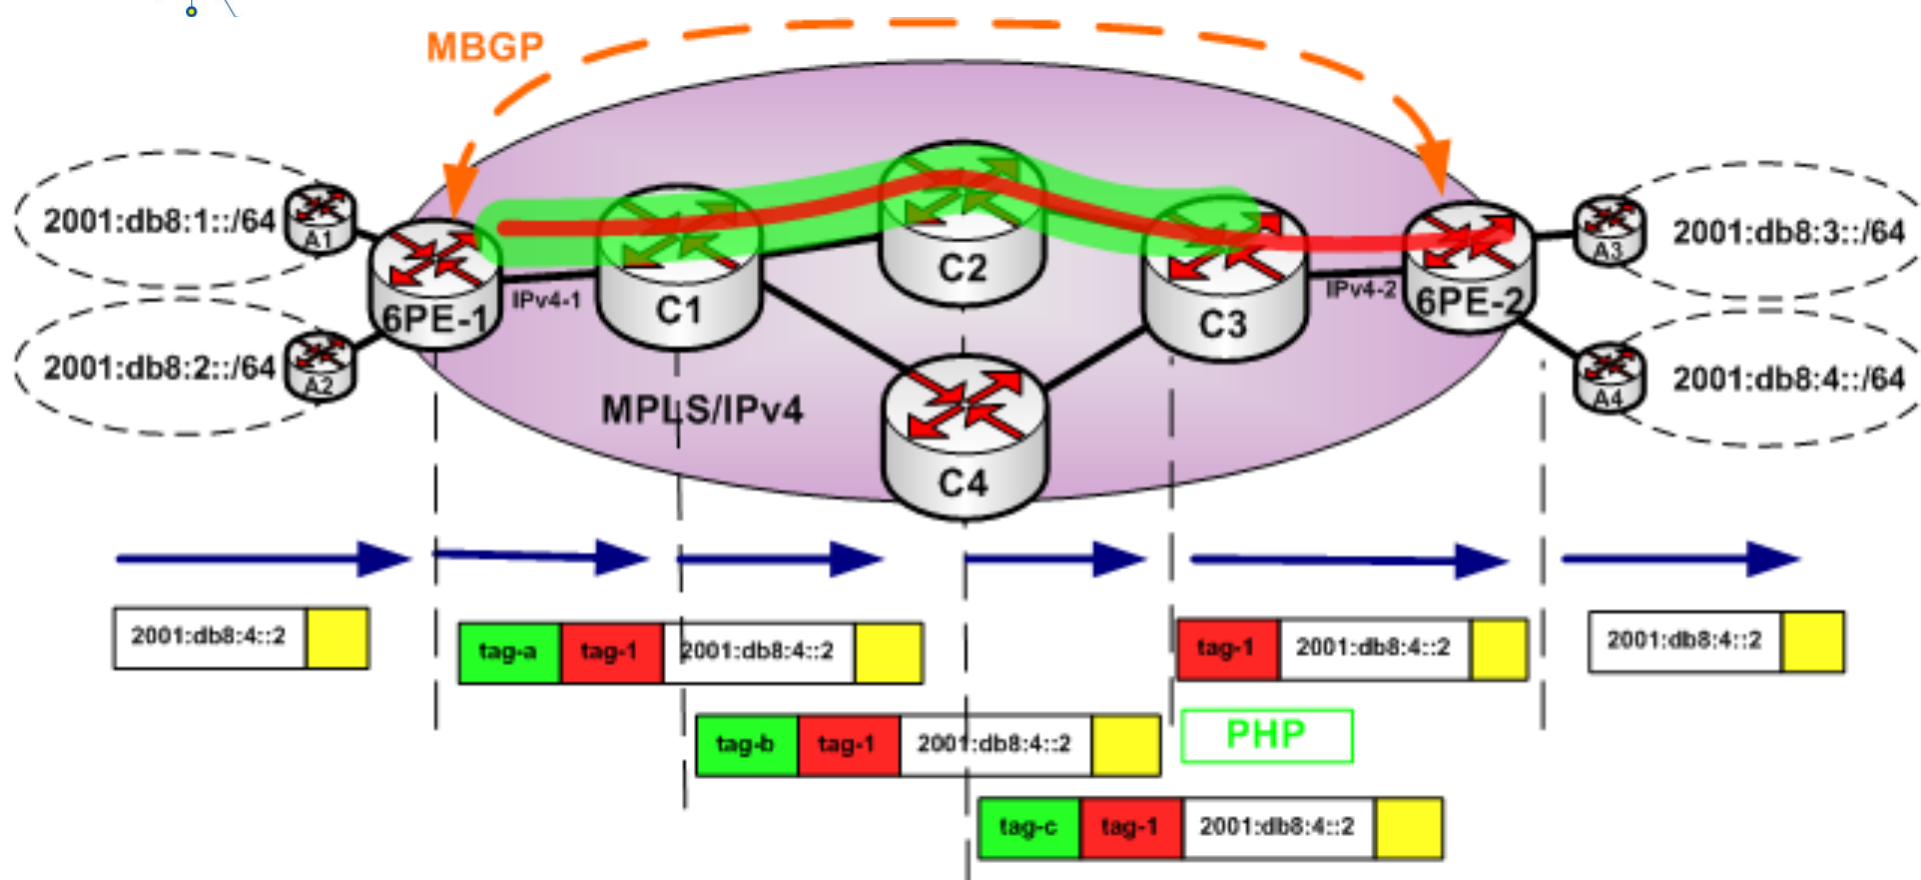 MBGP
2001:db8:1::/64
A1
2001:db8:2::/64
A2
6PE-1
IPv4-1
C1
C2
C3
C4
IPv4-2
6PE-2
MPLS/IPv4
A3
2001:db8:3::/64
A4
2001:db8:4::/64
2001:db8:4::2
tag-a tag-1 2001:db8:4::2
tag-1 2001:db8:4::2
2001:db8:4::2
tag-b tag-1 2001:db8:4::2
PHP
tag-c tag-1 2001:db8:4::2